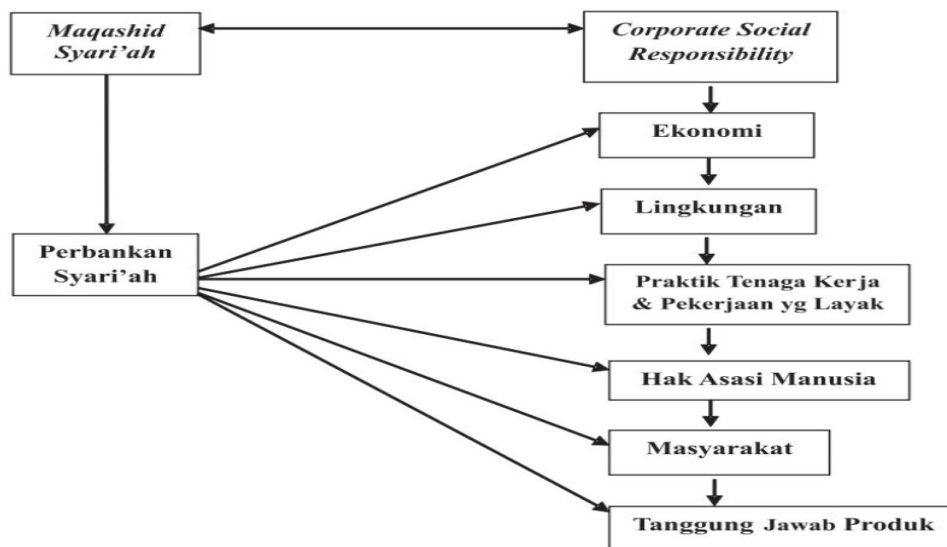 Maqashid
Syari'ah
Corporate Social
Responsibility
Ekonomi
Lingkungan
Perbankan
Syari'ah
Praktik Tenaga Kerja
& Pekerjaan yg Layak
Hak Asasi Manusia
Masyarakat
Tanggung Jawab Produk